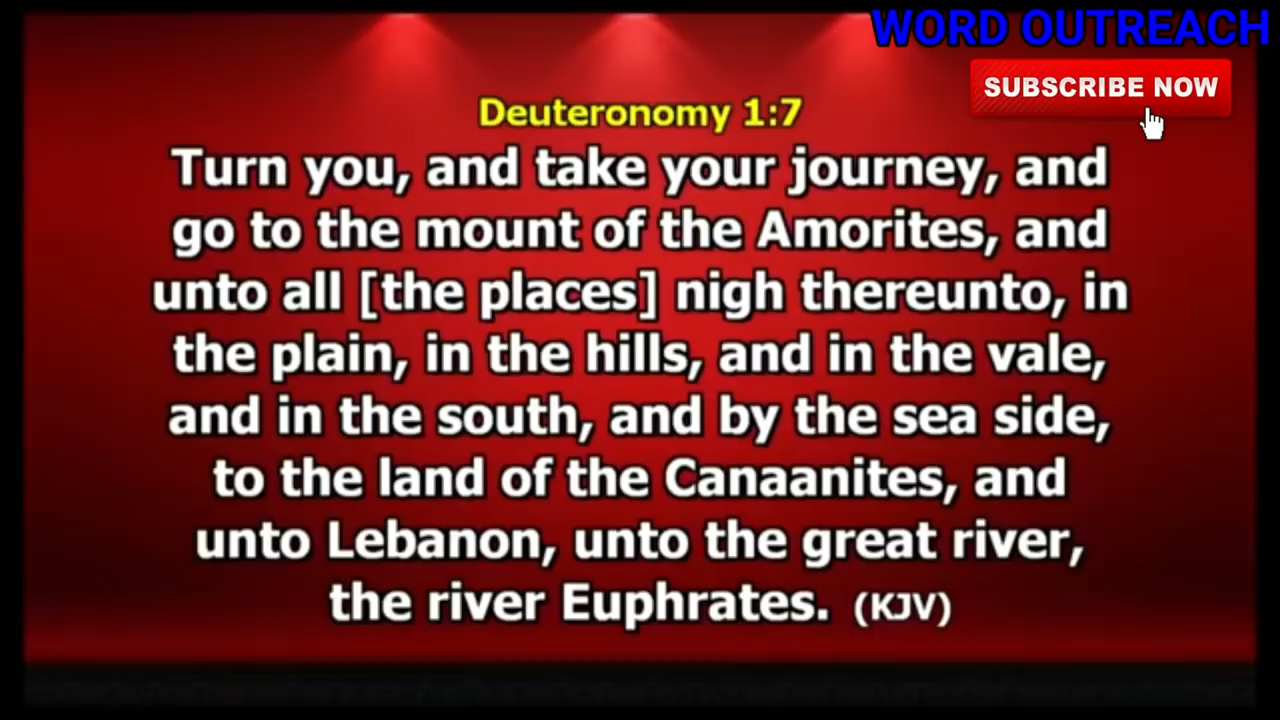 WORD OUTREACH
SUBSCRIBE NOW
Deuteronomy 1:7
Turn you, and take your journey, and
go to the mount of the Amorites, and
unto all [the places] nigh thereunto, in
the plain, in the hills, and in the vale,
and in the south, and by the sea side,
to the land of the Canaanites, and
unto Lebanon, unto the great river,
the river Euphrates. (KJV)